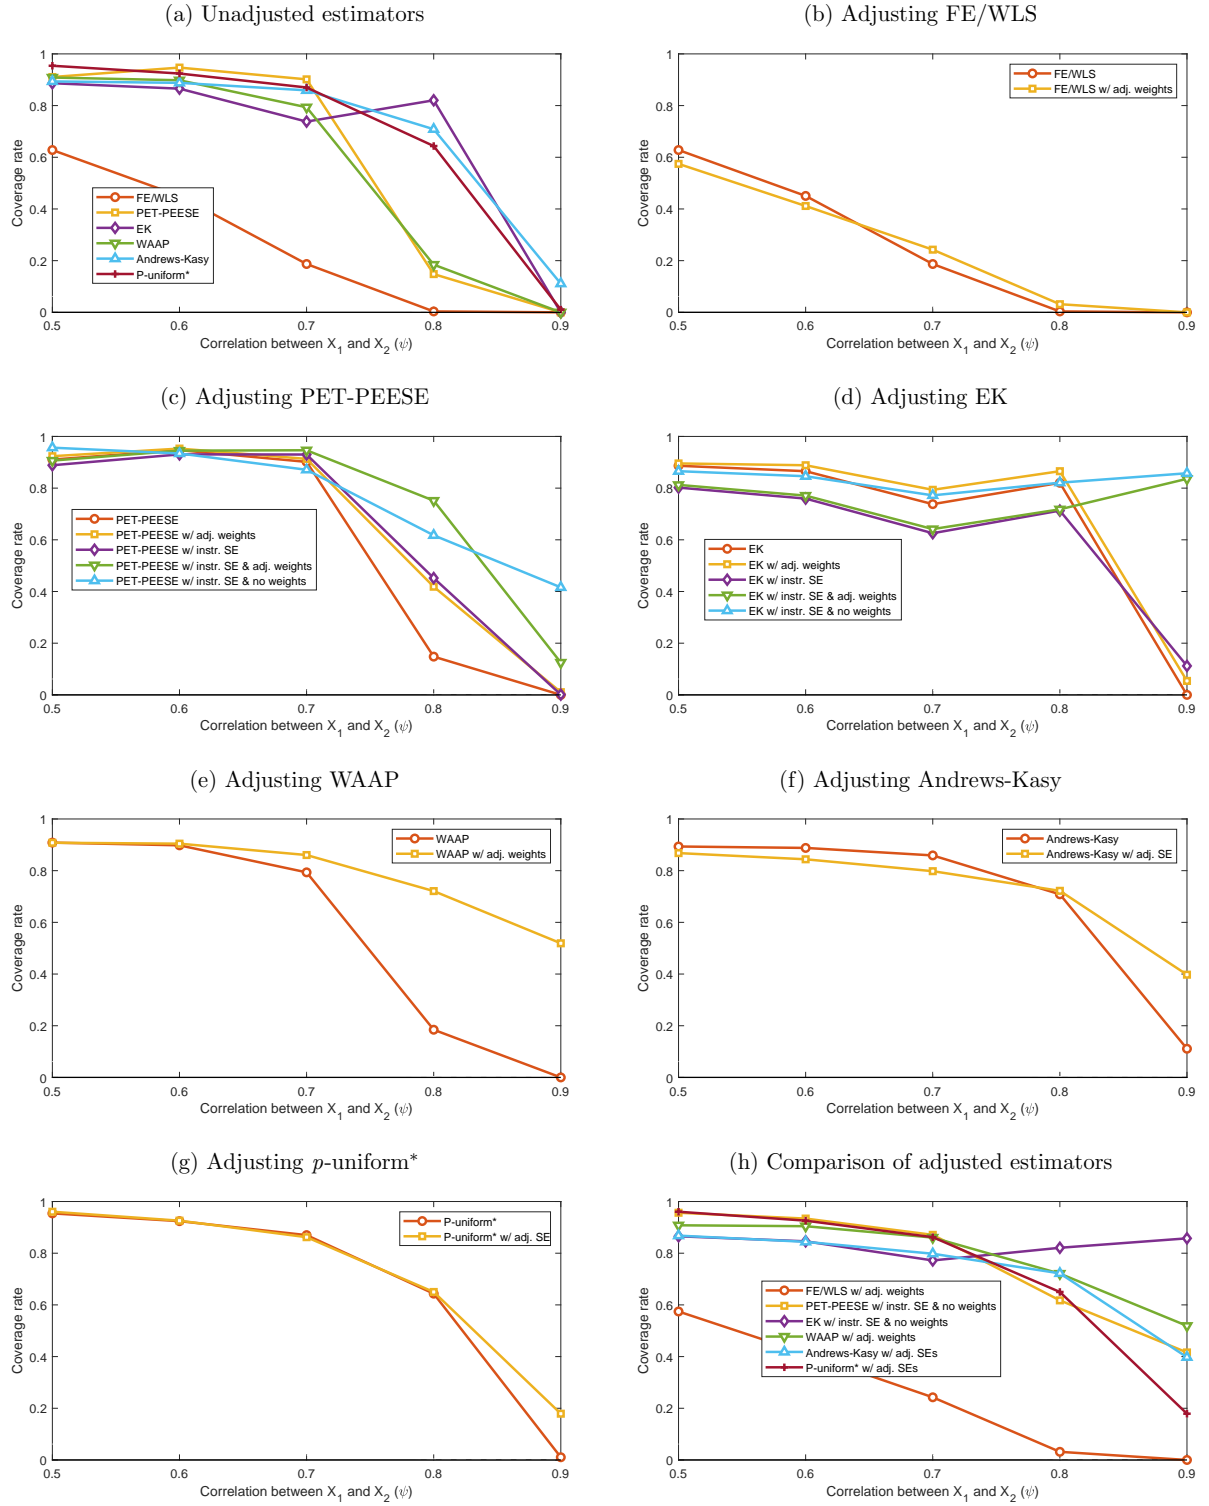 (a) Unadjusted estimators
1
0.8
0.6
0.4
0.2
0
Coverage rate
FE/WLS
PET-PEESE
EK
WAAP
Andrews-Kasy
P-uniform*
0.5 0.6 0.7 0.8 0.9
Correlation between X_1 and X_2 (ψ)
(b) Adjusting FE/WLS
1
0.8
0.6
0.4
0.2
0
Coverage rate
FE/WLS
FE/WLS w/ adj. weights
0.5 0.6 0.7 0.8 0.9
Correlation between X_1 and X_2 (ψ)
(c) Adjusting PET-PEESE
1
0.8
0.6
0.4
0.2
0
Coverage rate
PET-PEESE
PET-PEESE w/ adj. weights
PET-PEESE w/ instr. SE
PET-PEESE w/ instr. SE & adj. weights
PET-PEESE w/ instr. SE & no weights
0.5 0.6 0.7 0.8 0.9
Correlation between X_1 and X_2 (ψ)
(d) Adjusting EK
1
0.8
0.6
0.4
0.2
0
Coverage rate
EK
EK w/ adj. weights
EK w/ instr. SE
EK w/ instr. SE & adj. weights
EK w/ instr. SE & no weights
0.5 0.6 0.7 0.8 0.9
Correlation between X_1 and X_2 (ψ)
(e) Adjusting WAAP
1
0.8
0.6
0.4
0.2
0
Coverage rate
WAAP
WAAP w/ adj. weights
0.5 0.6 0.7 0.8 0.9
Correlation between X_1 and X_2 (ψ)
(f) Adjusting Andrews-Kasy
1
0.8
0.6
0.4
0.2
0
Coverage rate
Andrews-Kasy
Andrews-Kasy w/ adj. SE
0.5 0.6 0.7 0.8 0.9
Correlation between X_1 and X_2 (ψ)
(g) Adjusting p-uniform*
1
0.8
0.6
0.4
0.2
0
Coverage rate
P-uniform*
P-uniform* w/ adj. SE
0.5 0.6 0.7 0.8 0.9
Correlation between X_1 and X_2 (ψ)
(h) Comparison of adjusted estimators
1
0.8
0.6
0.4
0.2
0
Coverage rate
FE/WLS w/ adj. weights
PET-PEESE w/ instr. SE & no weights
EK w/ instr. SE & no weights
WAAP w/ adj. weights
Andrews-Kasy w/ adj. SEs
P-uniform* w/ adj. SEs
0.5 0.6 0.7 0.8 0.9
Correlation between X_1 and X_2 (ψ)